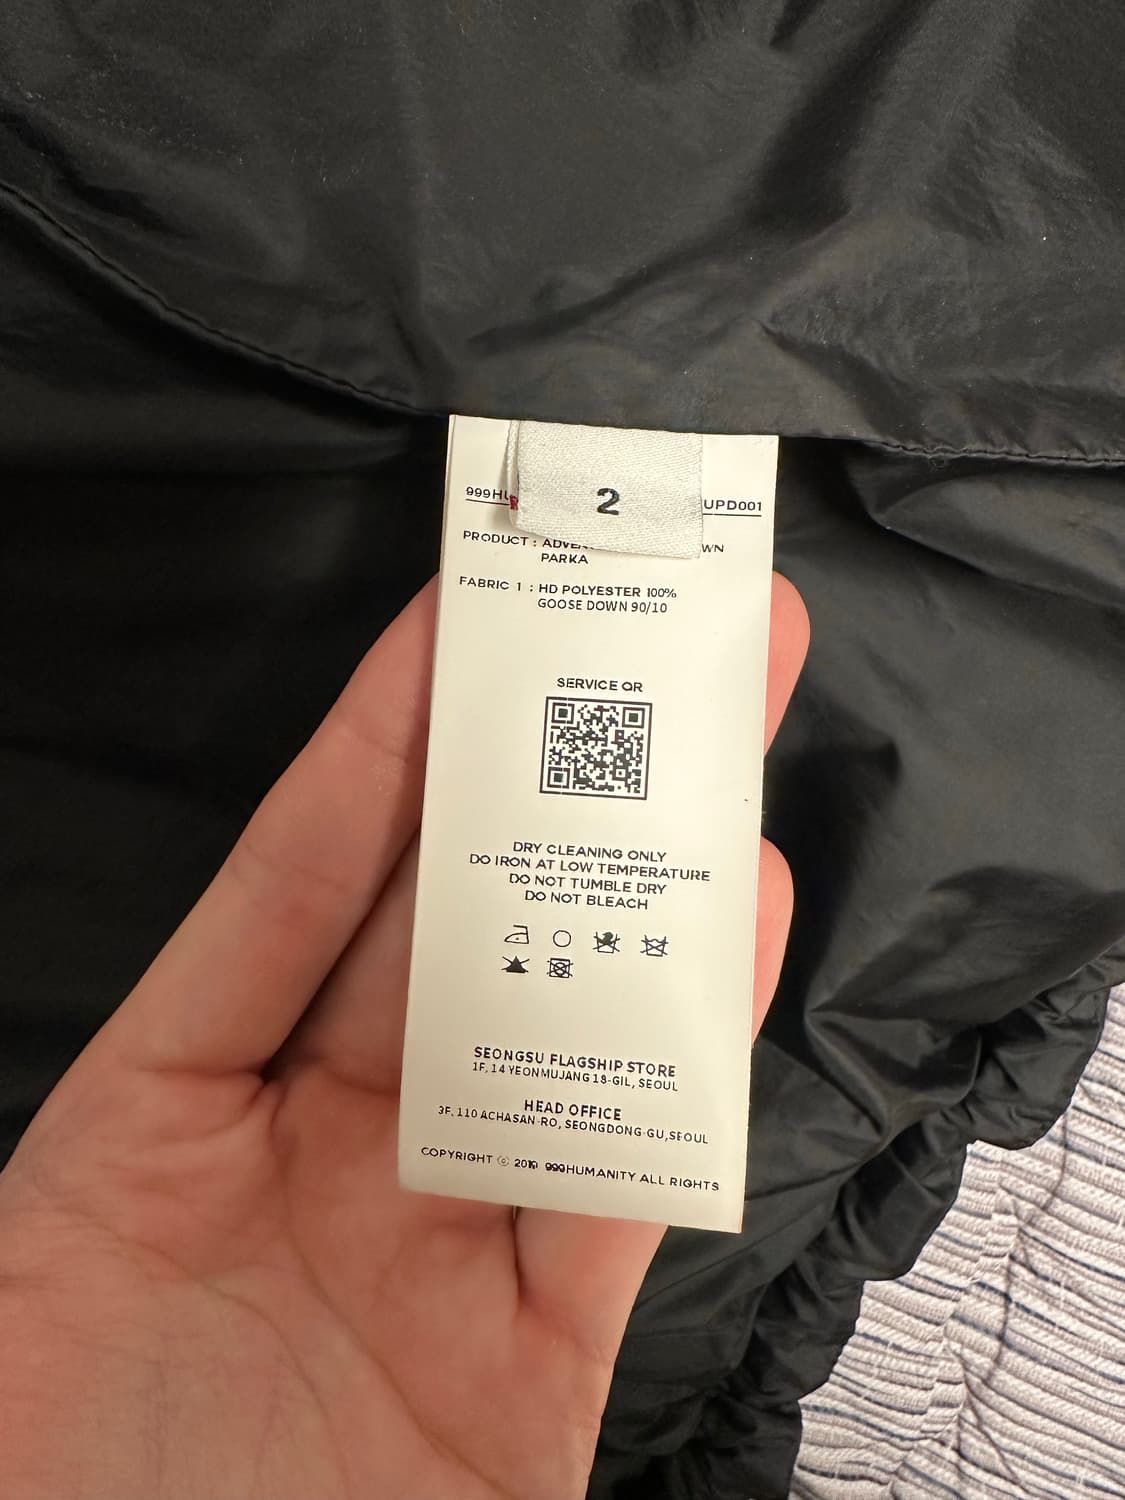 2
UPD001
PRODUCT :
PARKA
FABRIC 1 : HD POLYESTER 100%
GOOSE DOWN 90/10
SERVICE QR
DRY CLEANING ONLY
DO IRON AT LOW TEMPERATURE
DO NOT TUMBLE DRY
DO NOT BLEACH
SEONGSU FLAGSHIP STORE
1F, 14 YEONMUJANG 18-GIL, SEOUL
HEAD OFFICE
3F, 110 ACHASAN-RO, SEONGDONG-GU,SEOUL
COPYRIGHT © 999HUMANITY ALL RIGHTS